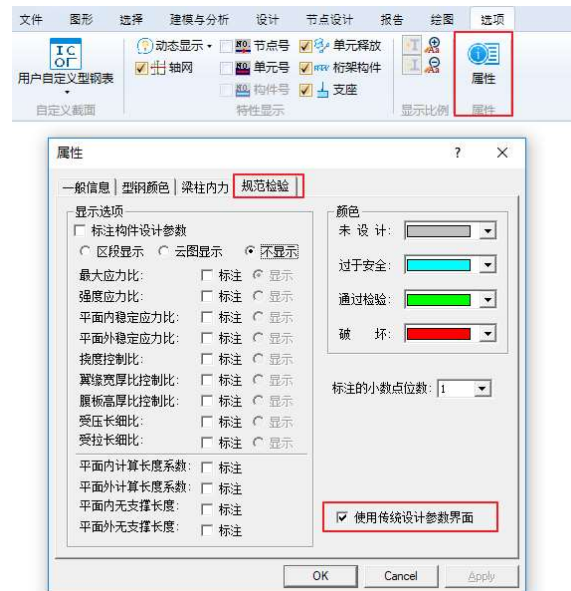 文件 图形 选择 建模与分析 设计 节点设计 报告 绘图 选项
IC
OF
用户自定义型钢表
自定义截面
动态显示 NO. 节点号 单元释放
轴网 NO. 单元号 桁架构件
NO. 构件号 支座
特性显示
显示比例
属性
属性
属性 ? ×
一般信息 型钢颜色 梁柱内力 规范检验
显示选项
标注构件设计参数
区段显示 云图显示 不显示
最大应力比: 标注 显示
强度应力比: 标注 显示
平面内稳定应力比: 标注 显示
平面外稳定应力比: 标注 显示
挠度控制比: 标注 显示
翼缘宽厚比控制比: 标注 显示
腹板高厚比控制比: 标注 显示
受压长细比: 标注 显示
受拉长细比: 标注 显示
平面内计算长度系数: 标注
平面外计算长度系数: 标注
平面内无支撑长度: 标注
平面外无支撑长度: 标注
颜色
未 设 计:
过于安全:
通过检验:
破 坏:
标注的小数点位数: 1
使用传统设计参数界面
OK Cancel Apply